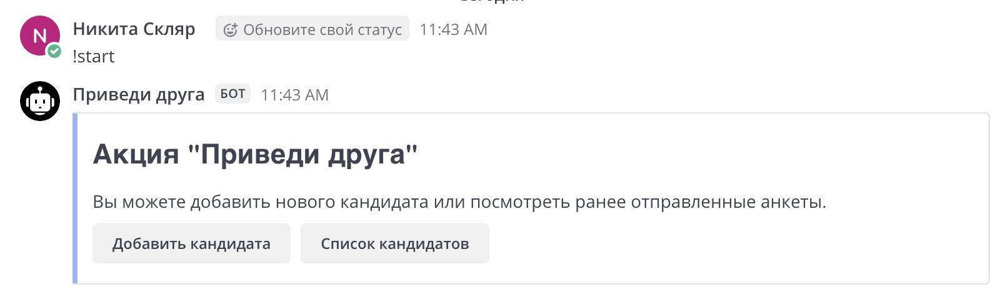 Никита Скляр Обновите свой статус 11:43 AM
!start
Приведи друга БОТ 11:43 AM
Акция "Приведи друга"
Вы можете добавить нового кандидата или посмотреть ранее отправленные анкеты.
Добавить кандидата Список кандидатов